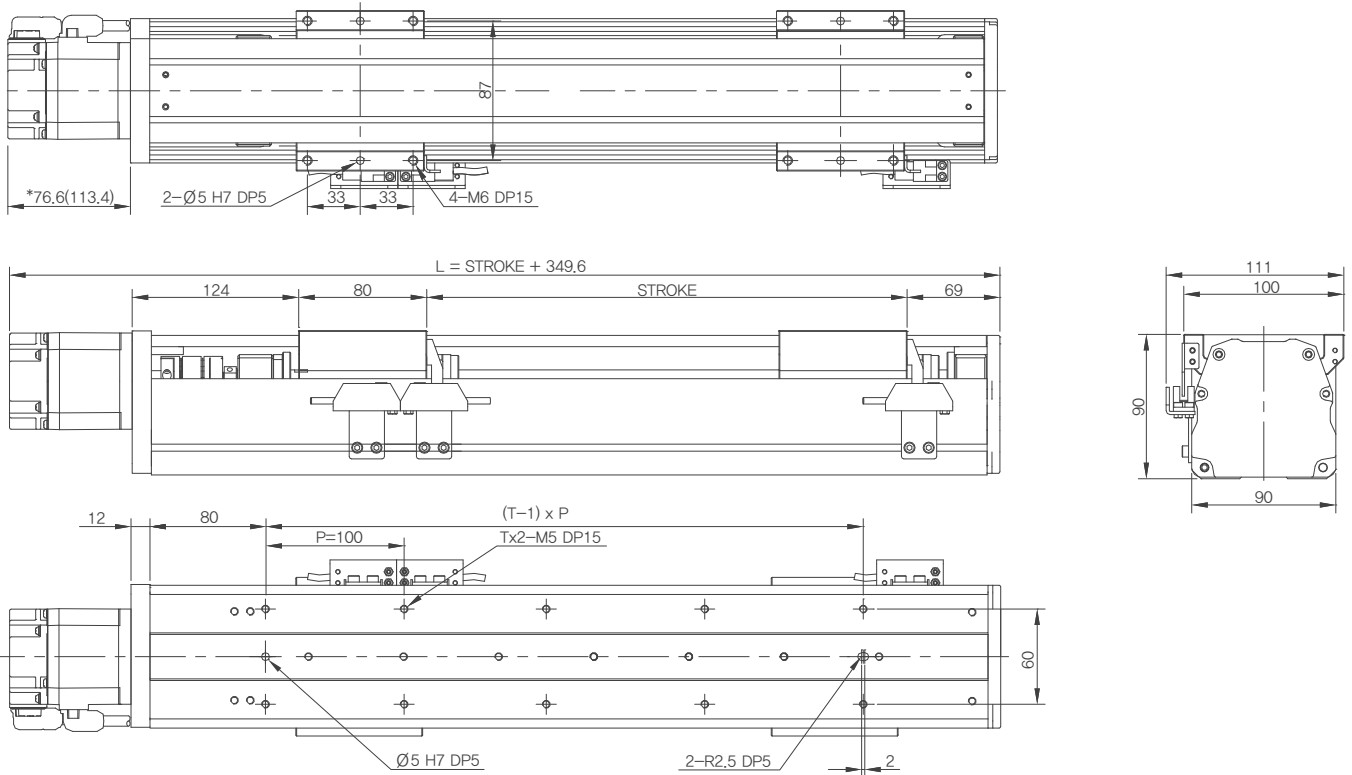 87
*76.6(113.4)
2-Ø5 H7 DP5
33
33
4-M6 DP15
L = STROKE + 349.6
124
80
STROKE
69
111
100
90
90
12
80
(T-1) x P
P=100
Tx2-M5 DP15
60
Ø5 H7 DP5
2-R2.5 DP5
2